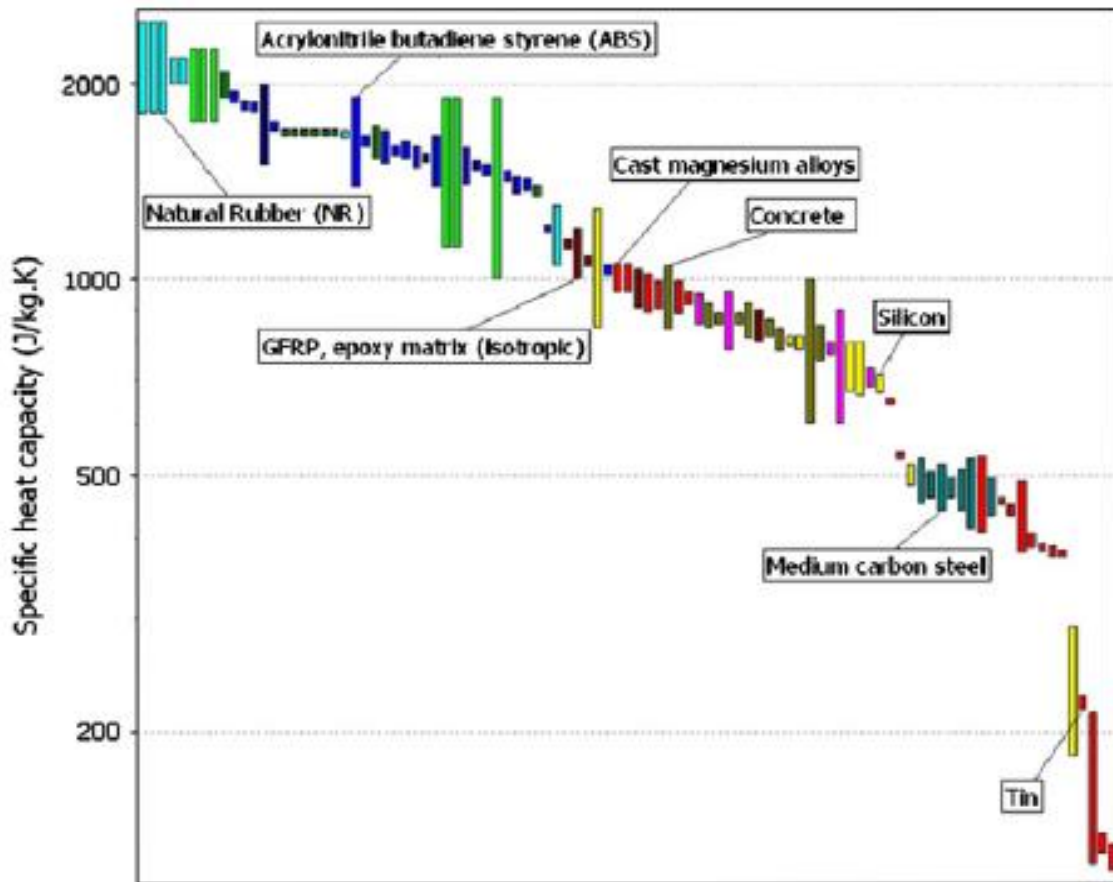 Acrylonitrile butadiene styrene (ABS)
2000
Cast magnesium alloys
Natural Rubber (NR)
Concrete
1000
GFRP, epoxy matrix (isotropic)
Silicon
Specific heat capacity (J/kg.K)
500
Medium carbon steel
200
Tin